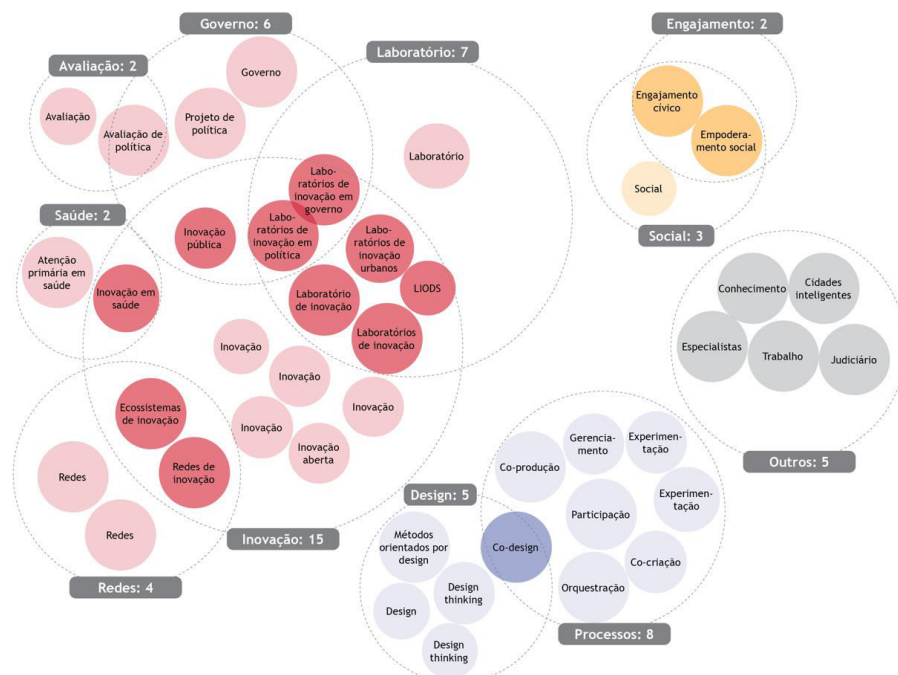 Governo: 6
Engajamento: 2
Avaliação: 2
Laboratório: 7
Governo
Avaliação
Projeto de
política
Avaliação de
política
Laboratório
Engajamento
cívico
Empodera-
mento social
Social
Social: 3
Saúde: 2
Labo-
ratórios de
inovação em
governo
Inovação
pública
Labo-
ratórios de
inovação em
política
Labo-
ratórios de
inovação
urbanos
Atenção
primária em
saúde
Inovação em
saúde
Laboratório
de inovação
LIODS
Laboratórios
de inovação
Conhecimento
Cidades
inteligentes
Especialistas
Trabalho
Judiciário
Outros: 5
Inovação
Inovação
Inovação
Inovação
Inovação
aberta
Ecossistemas
de inovação
Redes de
inovação
Redes
Redes
Redes: 4
Inovação: 15
Design: 5
Métodos
orientados por
design
Co-design
Design
thinking
Design
Design
thinking
Co-produção
Gerencia-
mento
Experimen-
tação
Participação
Experimen-
tação
Orquestração
Co-criação
Processos: 8